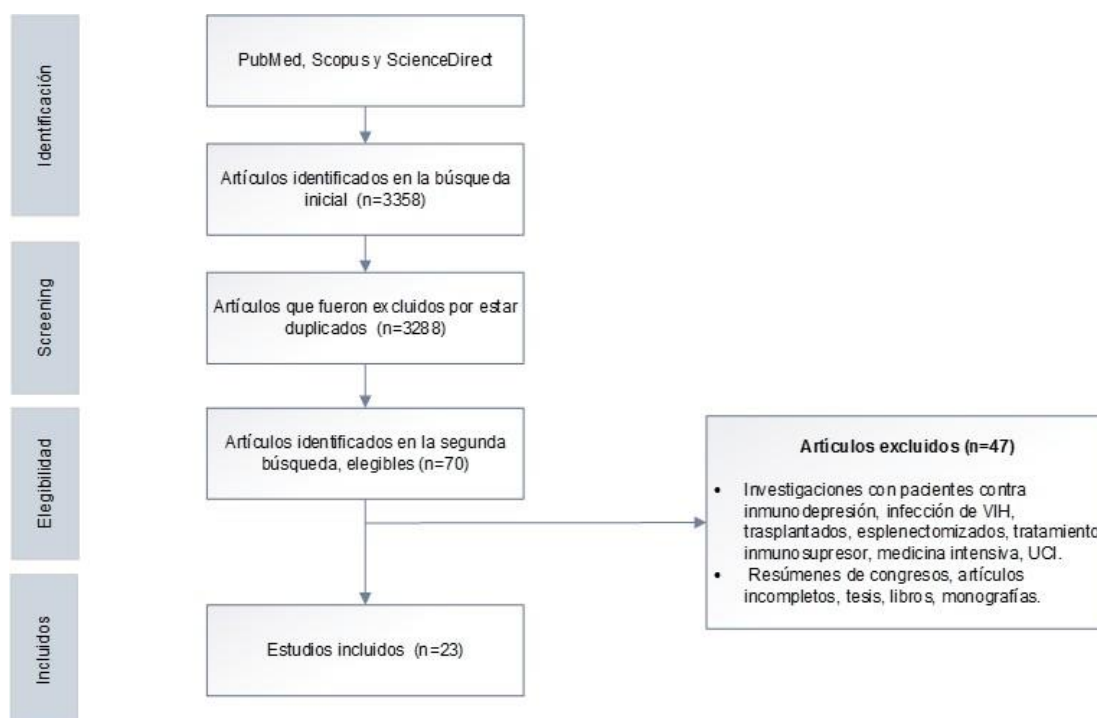 Identificación
PubMed, Scopus y ScienceDirect
Artículos identificados en la búsqueda
inicial (n=3358)
Screening
Artículos que fueron excluidos por estar
duplicados (n=3288)
Elegibilidad
Artículos identificados en la segunda
búsqueda, elegibles (n=70)
Artículos excluidos (n=47)
• Investigaciones con pacientes contra
inmunodepresión, infección de VIH,
trasplantados, esplenectomizados, tratamiento
inmunosupresor, medicina intensiva, UCI.
• Resúmenes de congresos, artículos
incompletos, tesis, libros, monografías.
Incluidos
Estudios incluidos (n=23)